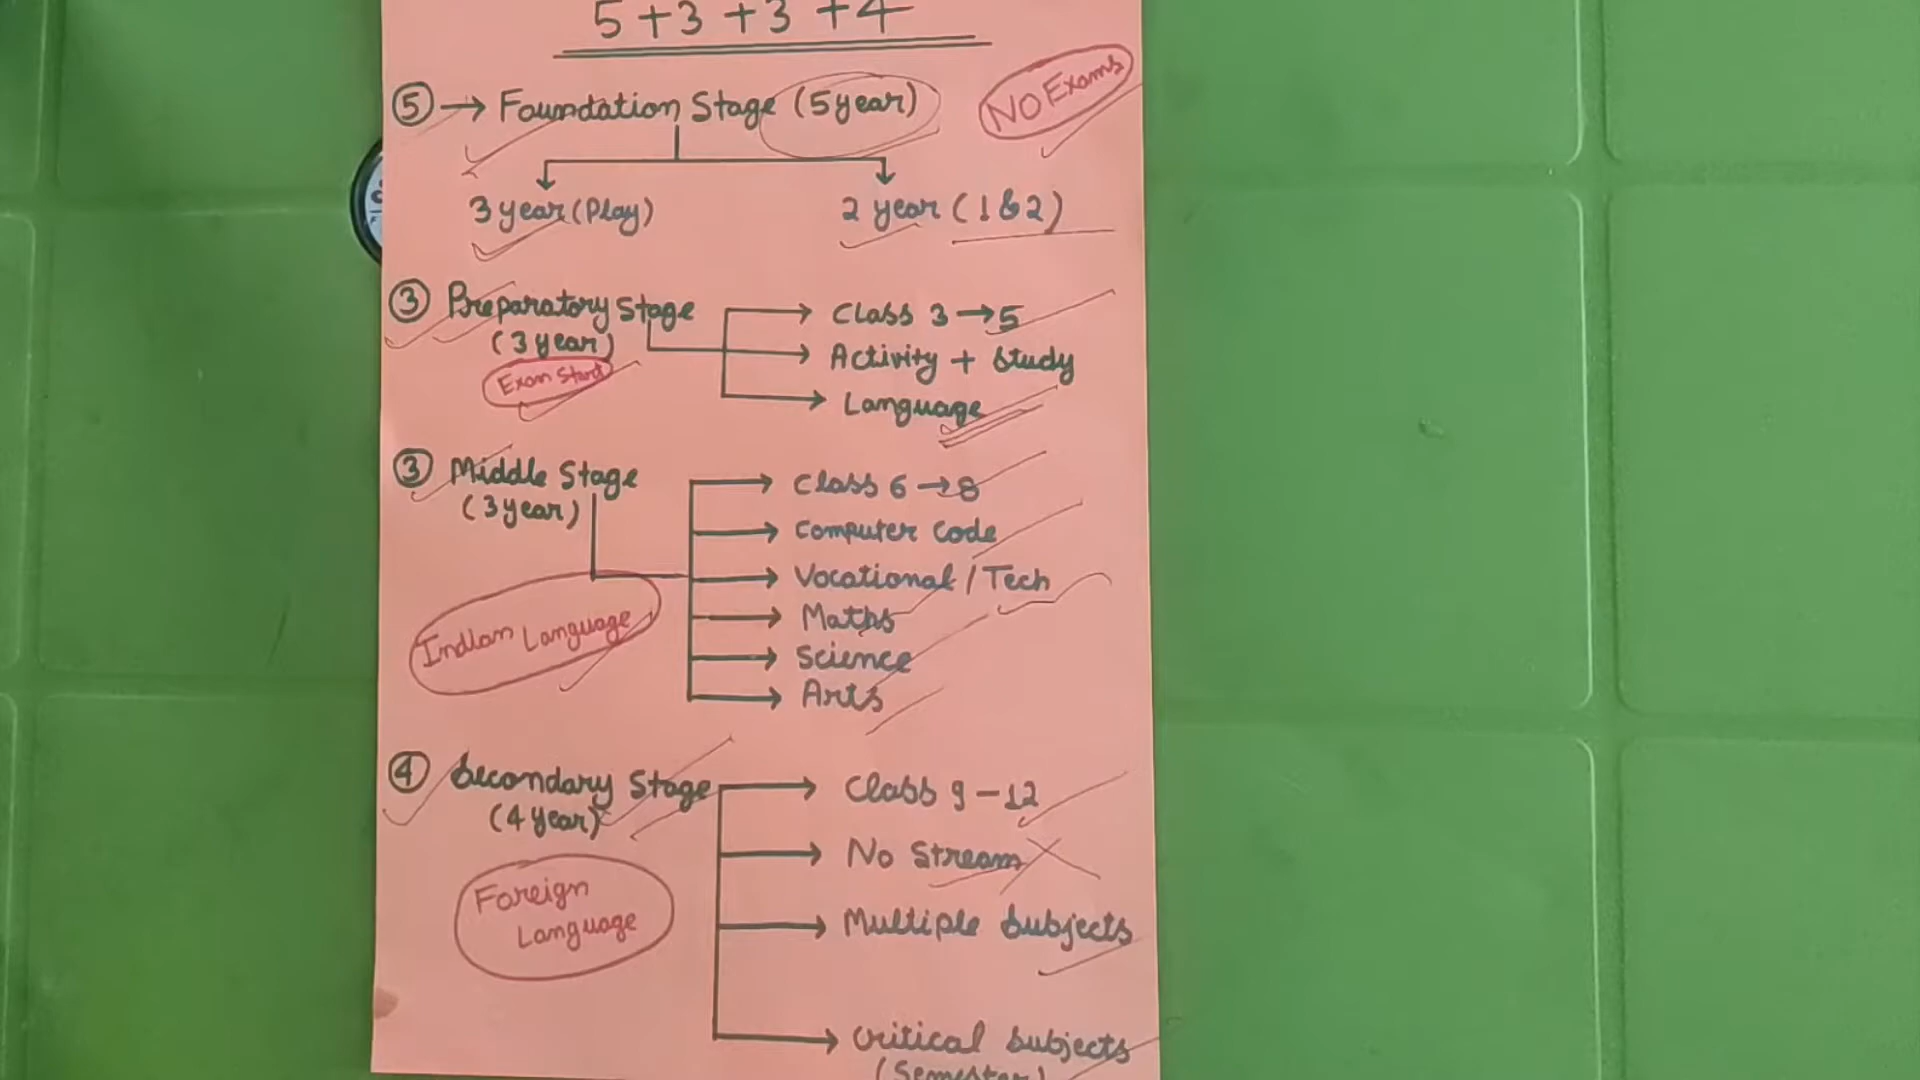 5+3+3+4
5 → Foundation Stage (5 year)
NO Exams
3 year (Play)
2 year (1 & 2)
3 Preparatory Stage
(3 year)
Exam Start
Class 3 → 5
Activity + Study
Language
3 Middle Stage
(3 year)
Indian Language
Class 6 → 8
Computer Code
Vocational / Tech
Maths
Science
Arts
4 Secondary Stage
(4 year)
Foreign
Language
Class 9 - 12
No Stream
Multiple Subjects
Critical Subjects
(Semester)